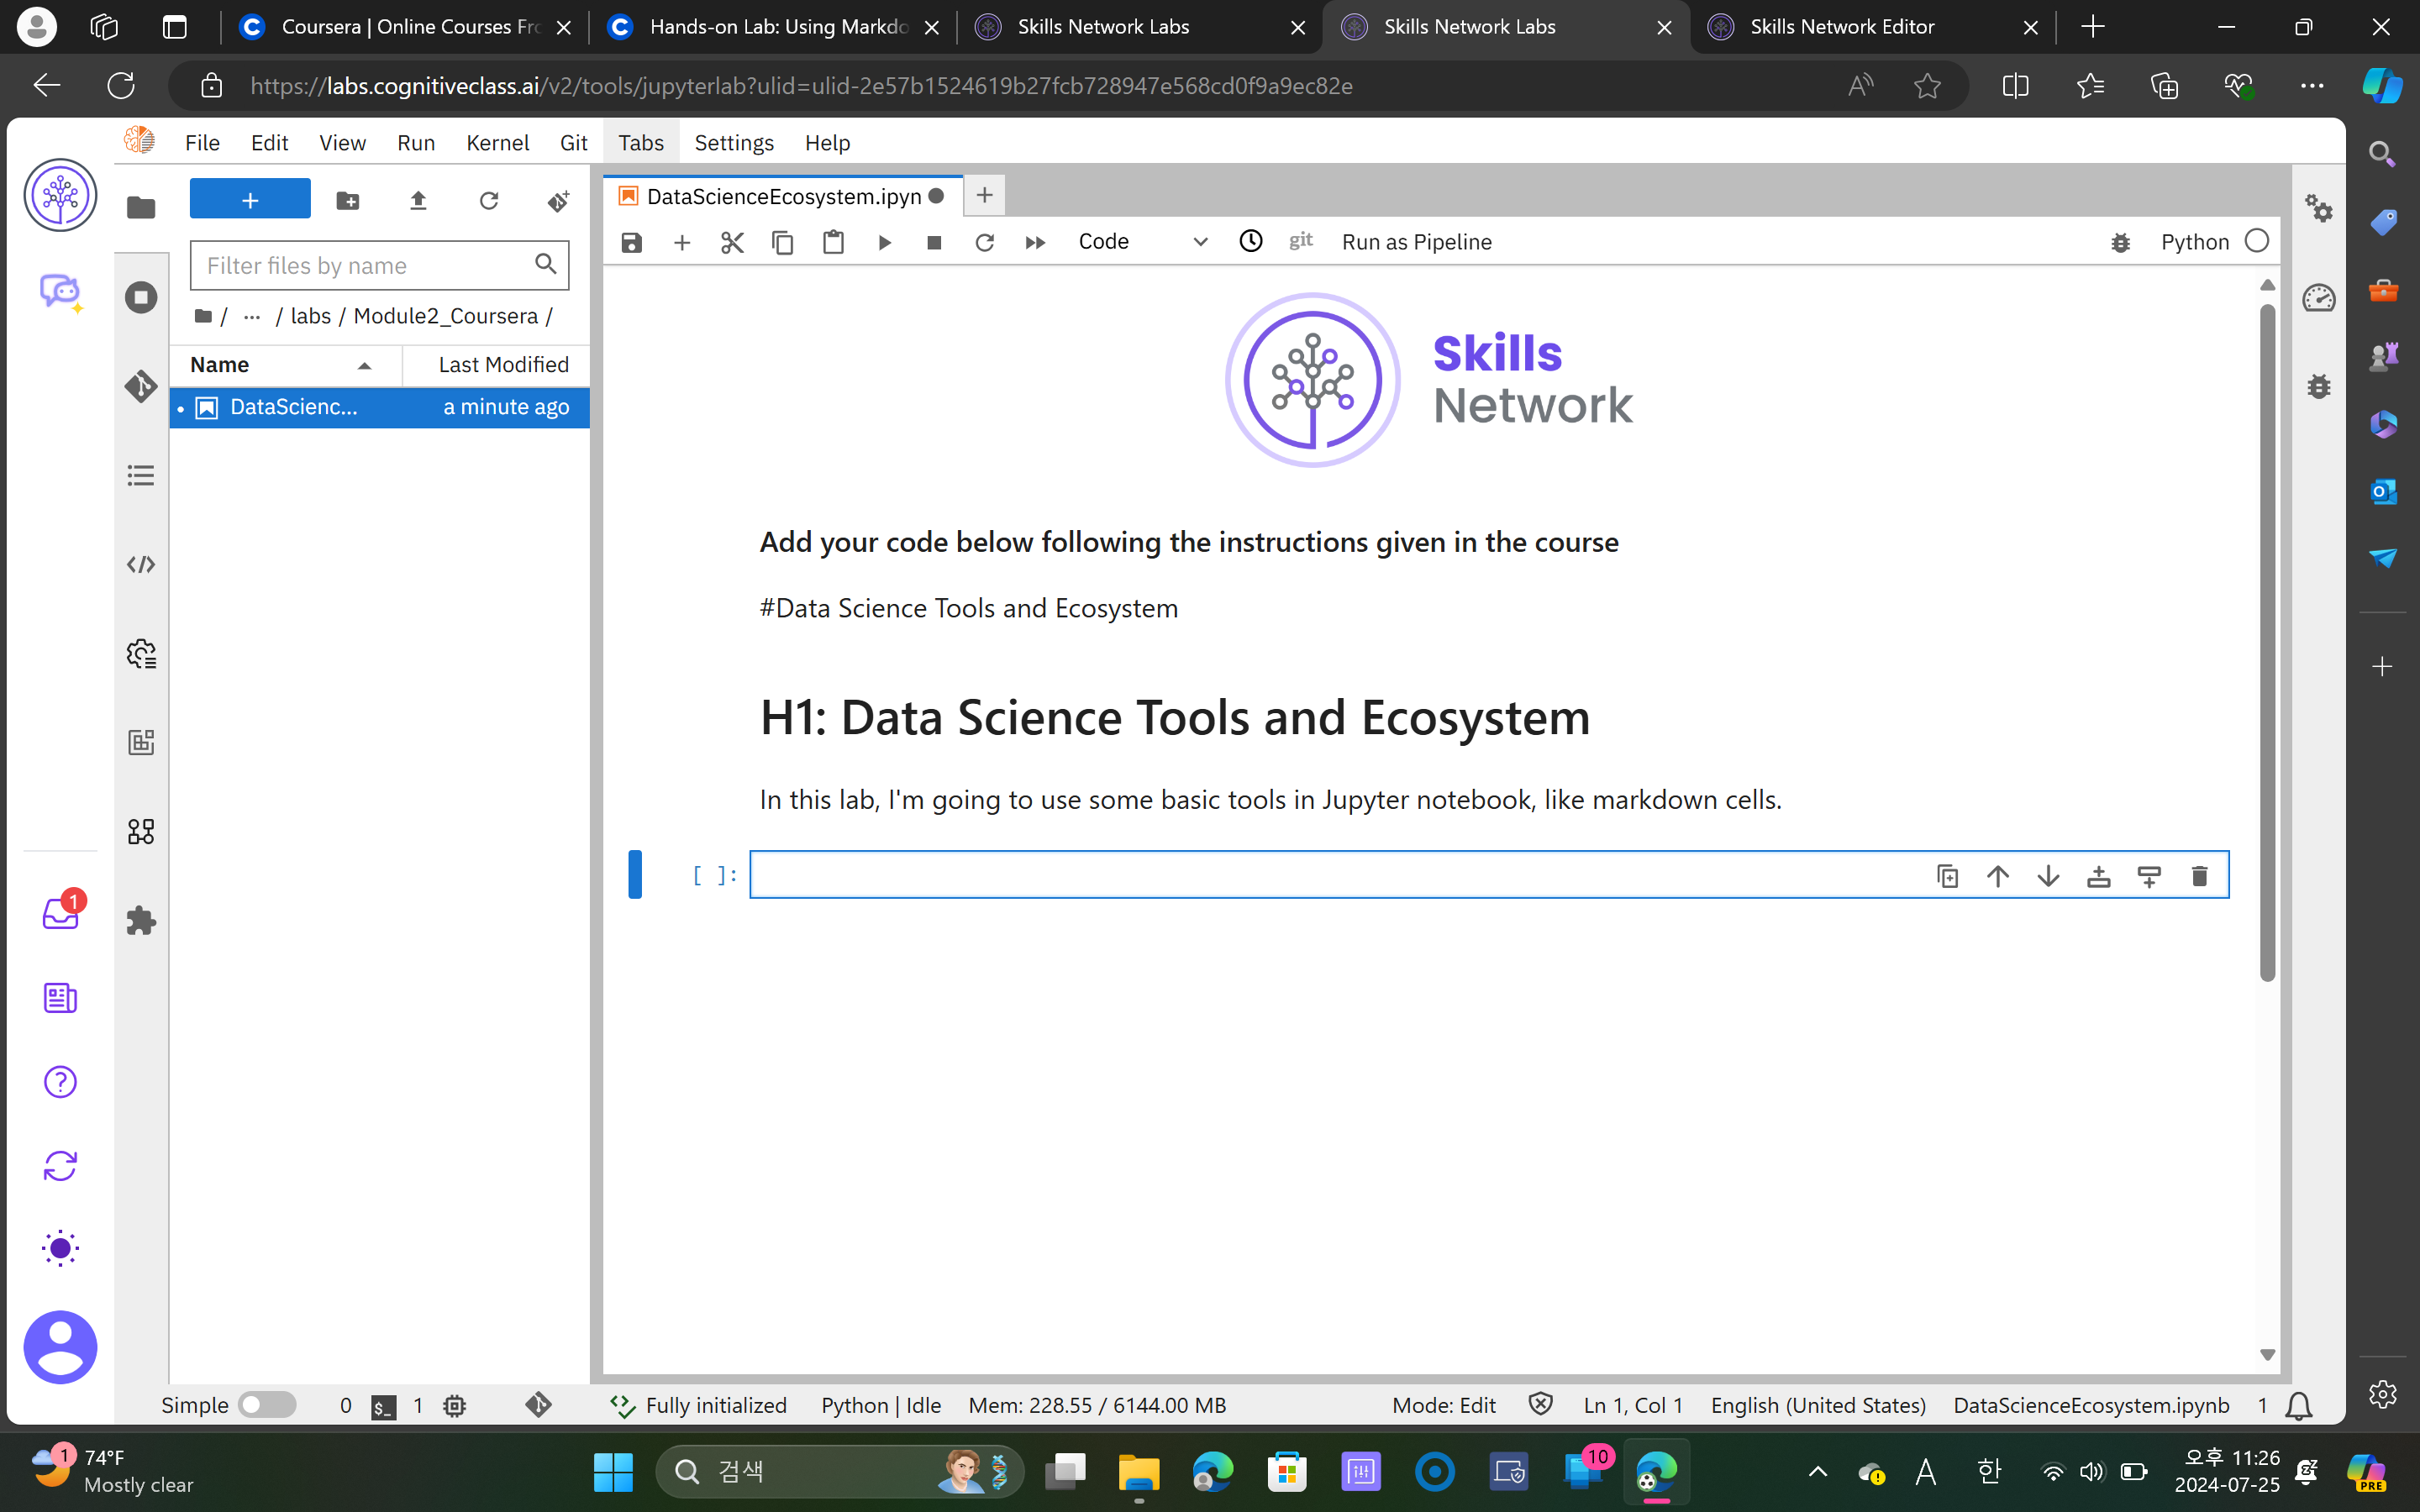 Coursera | Online Courses Fro
Hands-on Lab: Using Markdo
Skills Network Labs
Skills Network Labs
Skills Network Editor
https://labs.cognitiveclass.ai/v2/tools/jupyterlab?ulid=ulid-2e57b1524619b27fcb728947e568cd0f9a9ec82e
File Edit View Run Kernel Git Tabs Settings Help
DataScienceEcosystem.ipyn
Code
git
Run as Pipeline
Python
Filter files by name
/ ... / labs / Module2_Coursera /
Name
Last Modified
DataScienc...
a minute ago
Skills
Network
Add your code below following the instructions given in the course
#Data Science Tools and Ecosystem
H1: Data Science Tools and Ecosystem
In this lab, I'm going to use some basic tools in Jupyter notebook, like markdown cells.
[ ]:
1
Simple
0
$_
1
Fully initialized
Python | Idle
Mem: 228.55 / 6144.00 MB
Mode: Edit
Ln 1, Col 1
English (United States)
DataScienceEcosystem.ipynb
1
1
74°F
Mostly clear
검색
10
A
한
오후 11:26
2024-07-25
PRE